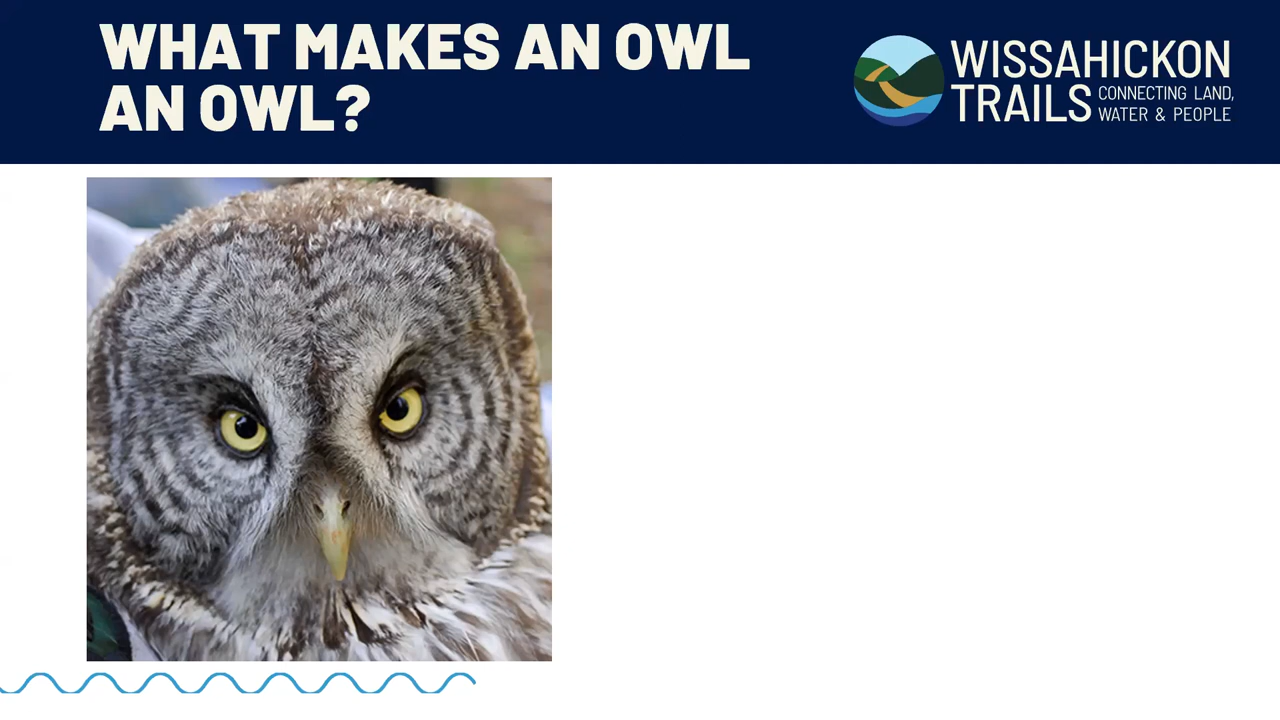 WHAT MAKES AN OWL
AN OWL?
WISSAHICKON
TRAILS
CONNECTING LAND,
WATER & PEOPLE